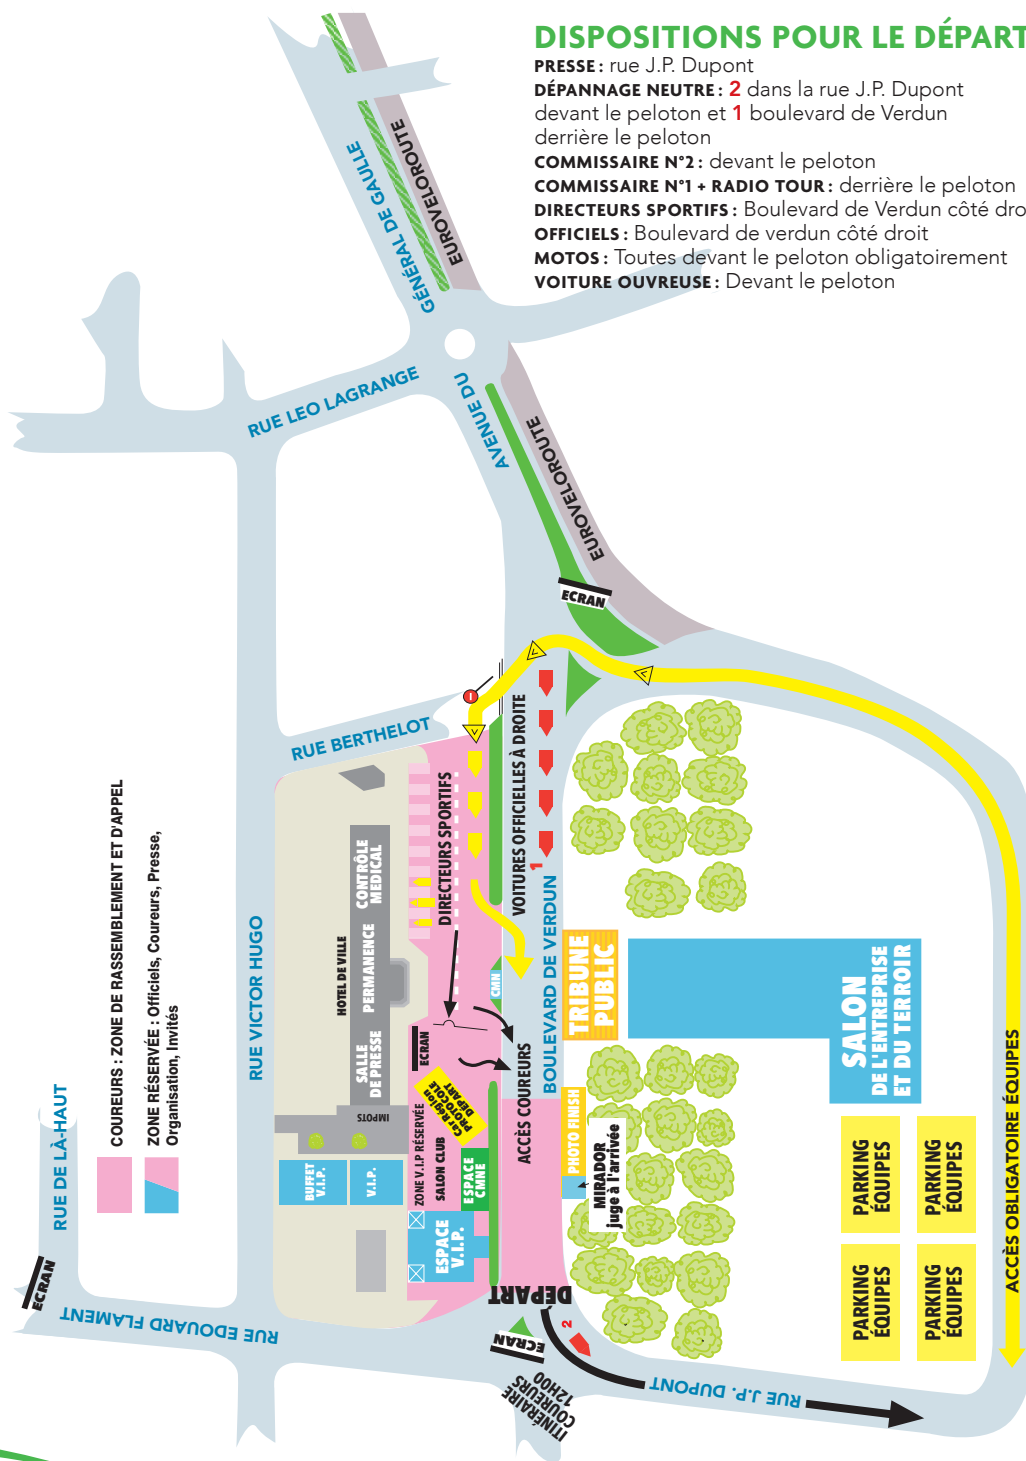 DISPOSITIONS POUR LE DÉPART
PRESSE : rue J.P. Dupont
DÉPANNAGE NEUTRE : 2 dans la rue J.P. Dupont
devant le peloton et 1 boulevard de Verdun
derrière le peloton
COMMISSAIRE N°2 : devant le peloton
COMMISSAIRE N°1 + RADIO TOUR : derrière le peloton
DIRECTEURS SPORTIFS : Boulevard de Verdun côté dro
OFFICIELS : Boulevard de verdun côté droit
MOTOS : Toutes devant le peloton obligatoirement
VOITURE OUVREUSE : Devant le peloton
GÉNÉRAL DE GAULLE
EUROVELOROUTE
RUE LEO LAGRANGE
AVENUE DU
EUROVELOROUTE
ECRAN
RUE BERTHELOT
COUREURS : ZONE DE RASSEMBLEMENT ET D'APPEL
ZONE RÉSERVÉE : Officiels, Coureurs, Presse,
Organisation, Invités
RUE VICTOR HUGO
HOTEL DE VILLE
SALLE
DE PRESSE
PERMANENCE
CONTRÔLE
MEDICAL
DIRECTEURS SPORTIFS
VOITURES OFFICIELLES À DROITE
1
BOULEVARD DE VERDUN
CMN
TRIBUNE
PUBLIC
SALON
DE L'ENTREPRISE
ET DU TERROIR
ECRAN
Car Région
PROTOCOLE
DEPART
ACCÈS COUREURS
IMPOTS
ZONE V.I.P RÉSERVÉE
SALON CLUB
ESPACE
CMNE
BUFFET
V.I.P.
V.I.P.
ESPACE
V.I.P.
PHOTO FINISH
MIRADOR
juge à l'arrivée
RUE DE LÀ-HAUT
ECRAN
RUE EDOUARD FLAMENT
DEPART
ECRAN
2
ITINÉRAIRE
COUREURS
12H00
RUE J.P. DUPONT
PARKING
ÉQUIPES
PARKING
ÉQUIPES
PARKING
ÉQUIPES
PARKING
ÉQUIPES
ACCÈS OBLIGATOIRE ÉQUIPES